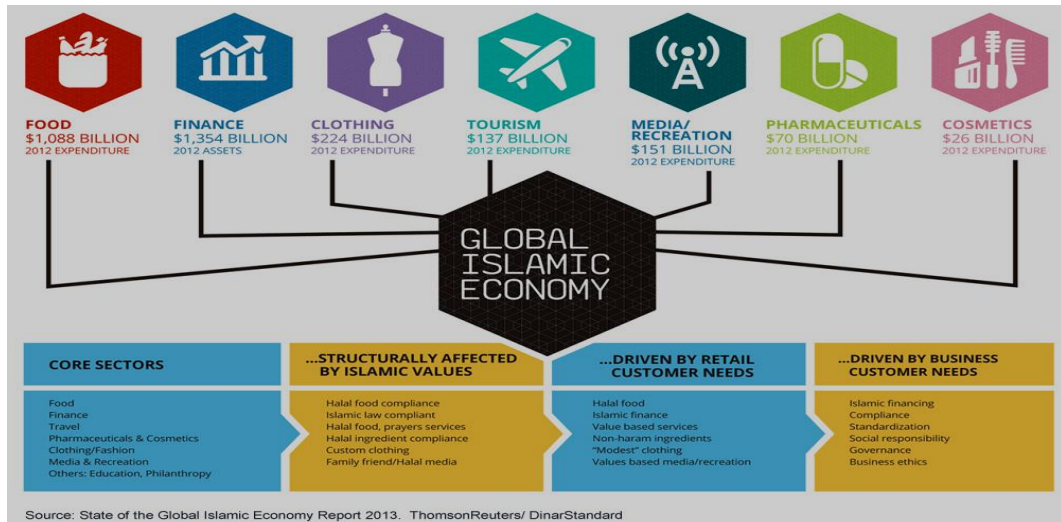 FOOD
$1,088 BILLION
2012 EXPENDITURE
FINANCE
$1,354 BILLION
2012 ASSETS
CLOTHING
$224 BILLION
2012 EXPENDITURE
TOURISM
$137 BILLION
2012 EXPENDITURE
MEDIA/
RECREATION
$151 BILLION
2012 EXPENDITURE
PHARMACEUTICALS
$70 BILLION
2012 EXPENDITURE
COSMETICS
$26 BILLION
2012 EXPENDITURE
GLOBAL
ISLAMIC
ECONOMY
CORE SECTORS
Food
Finance
Travel
Pharmaceuticals & Cosmetics
Clothing/Fashion
Media & Recreation
Others: Education, Philanthropy
...STRUCTURALLY AFFECTED
BY ISLAMIC VALUES
Halal food compliance
Islamic law compliant
Halal food, prayers services
Halal ingredient compliance
Custom clothing
Family friend/Halal media
...DRIVEN BY RETAIL
CUSTOMER NEEDS
Halal food
Islamic finance
Value based services
Non-haram ingredients
“Modest” clothing
Values based media/recreation
...DRIVEN BY BUSINESS
CUSTOMER NEEDS
Islamic financing
Compliance
Standardization
Social responsibility
Governance
Business ethics
Source: State of the Global Islamic Economy Report 2013. ThomsonReuters/ DinarStandard